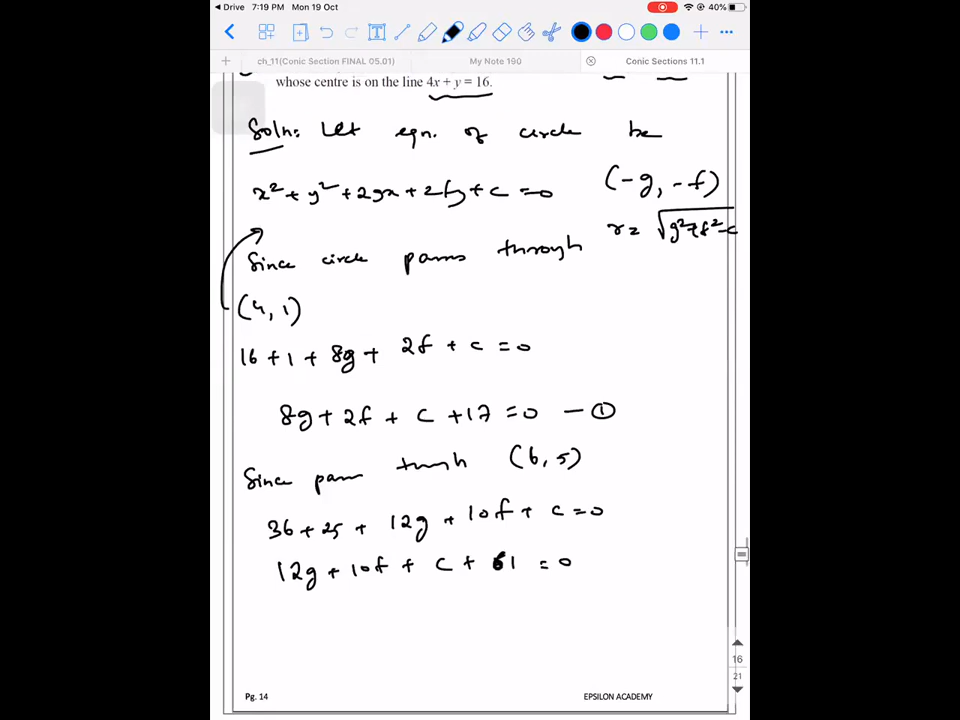 Drive 7:19 PM Mon 19 Oct 40%
ch_11(Conic Section FINAL 05.01) My Note 190 Conic Sections 11.1
whose centre is on the line 4x + y = 16.
Soln: Let eqn. of circle be
x² + y² + 2gx + 2fy + c = 0 (-g, -f)
r = √g²+f²-c
Since circle passes through
(4, 1)
16 + 1 + 8g + 2f + c = 0
8g + 2f + c + 17 = 0 — ①
Since pass through (6, 5)
36 + 25 + 12g + 10f + c = 0
12g + 10f + c + 61 = 0
16
21
Pg. 14 EPSILON ACADEMY